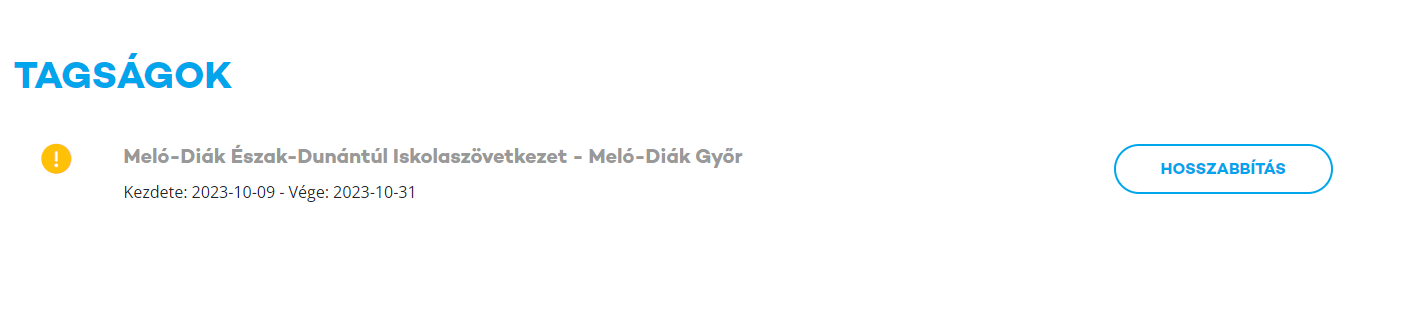 TAGSÁGOK
Meló-Diák Észak-Dunántúl Iskolaszövetkezet - Meló-Diák Győr
HOSSZABBÍTÁS
Kezdete: 2023-10-09 - Vége: 2023-10-31